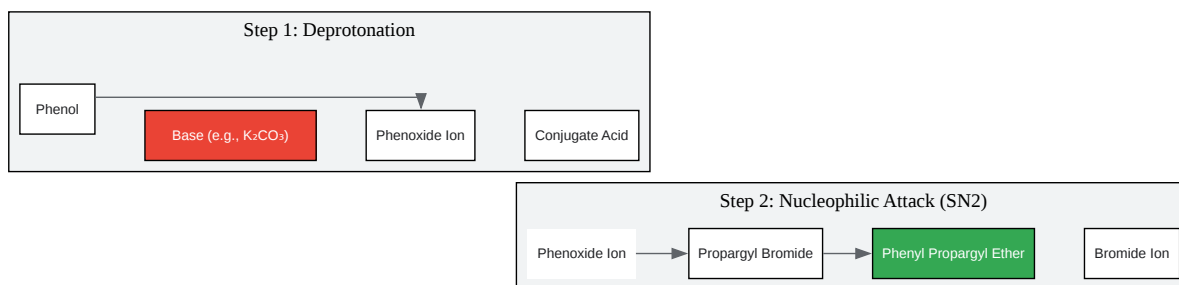 Step 1: Deprotonation
Phenol
Base (e.g., K₂CO₃)
Phenoxide Ion
Conjugate Acid
Step 2: Nucleophilic Attack (SN2)
Phenoxide Ion
Propargyl Bromide
Phenyl Propargyl Ether
Bromide Ion